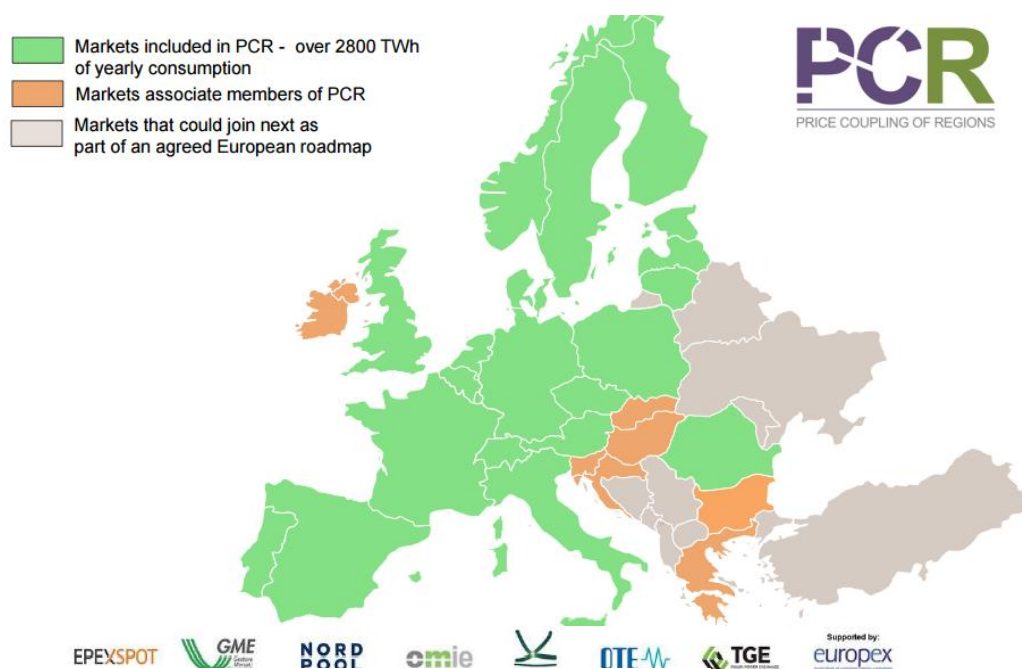 Markets included in PCR - over 2800 TWh
of yearly consumption
Markets associate members of PCR
Markets that could join next as
part of an agreed European roadmap
PCR
PRICE COUPLING OF REGIONS
EPEXSPOT
GME
Gestore
Mercati
NORD
POOL
omie
OTE
TGE
Supported by:
europex